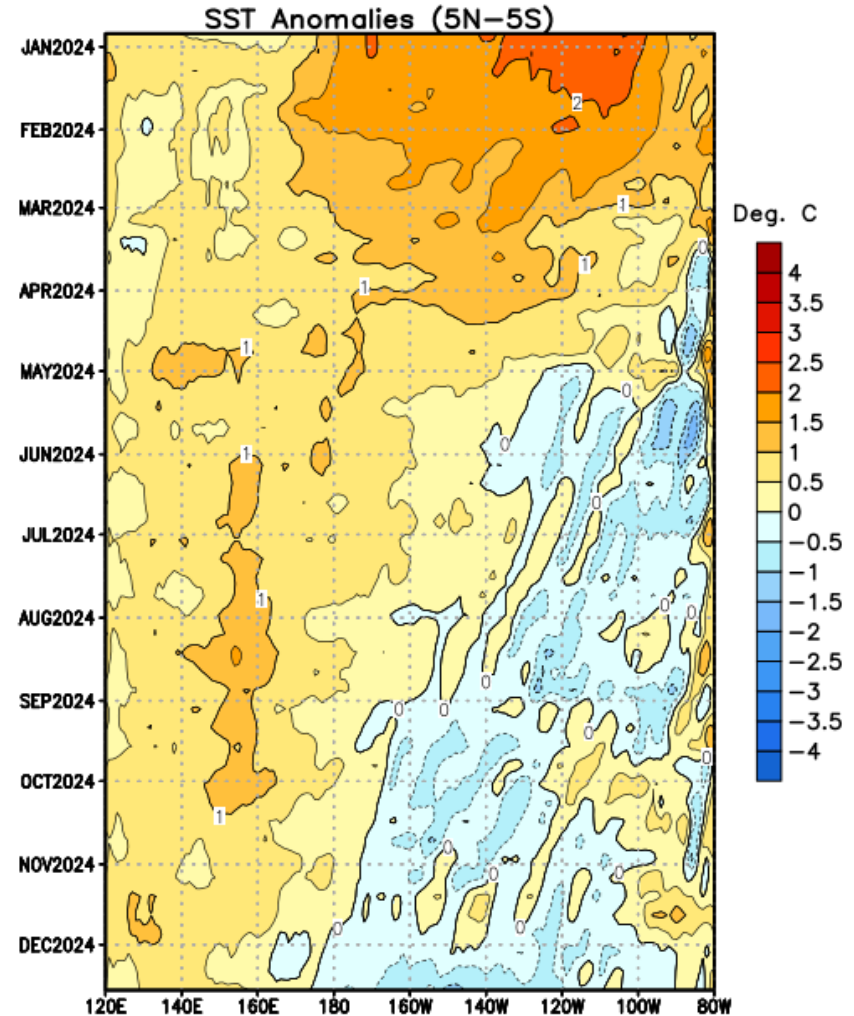 SST Anomalies (5N–5S)
JAN2024
FEB2024
MAR2024
APR2024
MAY2024
JUN2024
JUL2024
AUG2024
SEP2024
OCT2024
NOV2024
DEC2024
2
1
0
1
1
1
0
0
1
0
1
0
0
0
0
0
0
0
0
1
0
0
0
0
120E 140E 160E 180 160W 140W 120W 100W 80W
Deg. C
4
3.5
3
2.5
2
1.5
1
0.5
0
−0.5
−1
−1.5
−2
−2.5
−3
−3.5
−4